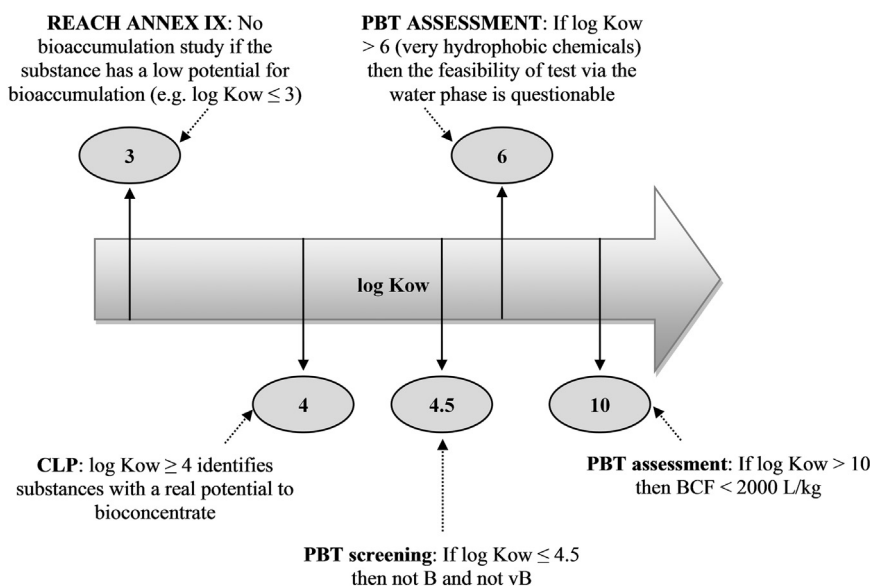 REACH ANNEX IX: No
bioaccumulation study if the
substance has a low potential for
bioaccumulation (e.g. log Kow ≤ 3)
PBT ASSESSMENT: If log Kow
> 6 (very hydrophobic chemicals)
then the feasibility of test via the
water phase is questionable
3
6
log Kow
4
4.5
10
CLP: log Kow ≥ 4 identifies
substances with a real potential to
bioconcentrate
PBT assessment: If log Kow > 10
then BCF < 2000 L/kg
PBT screening: If log Kow ≤ 4.5
then not B and not vB